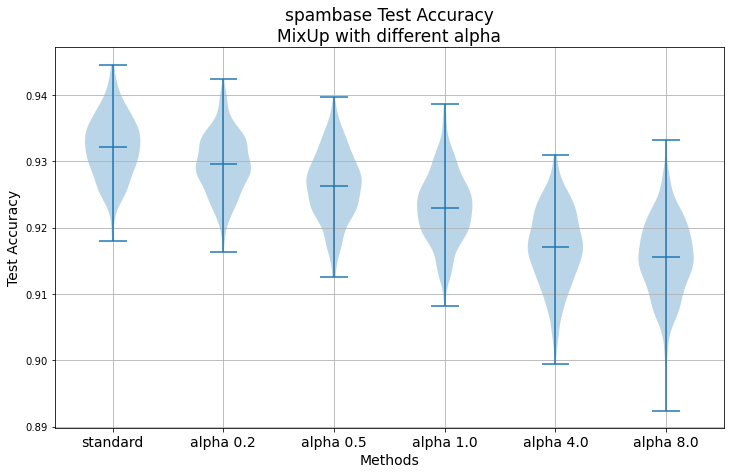 spambase Test Accuracy
MixUp with different alpha
Test Accuracy
0.94
0.93
0.92
0.91
0.90
0.89
standard alpha 0.2 alpha 0.5 alpha 1.0 alpha 4.0 alpha 8.0
Methods